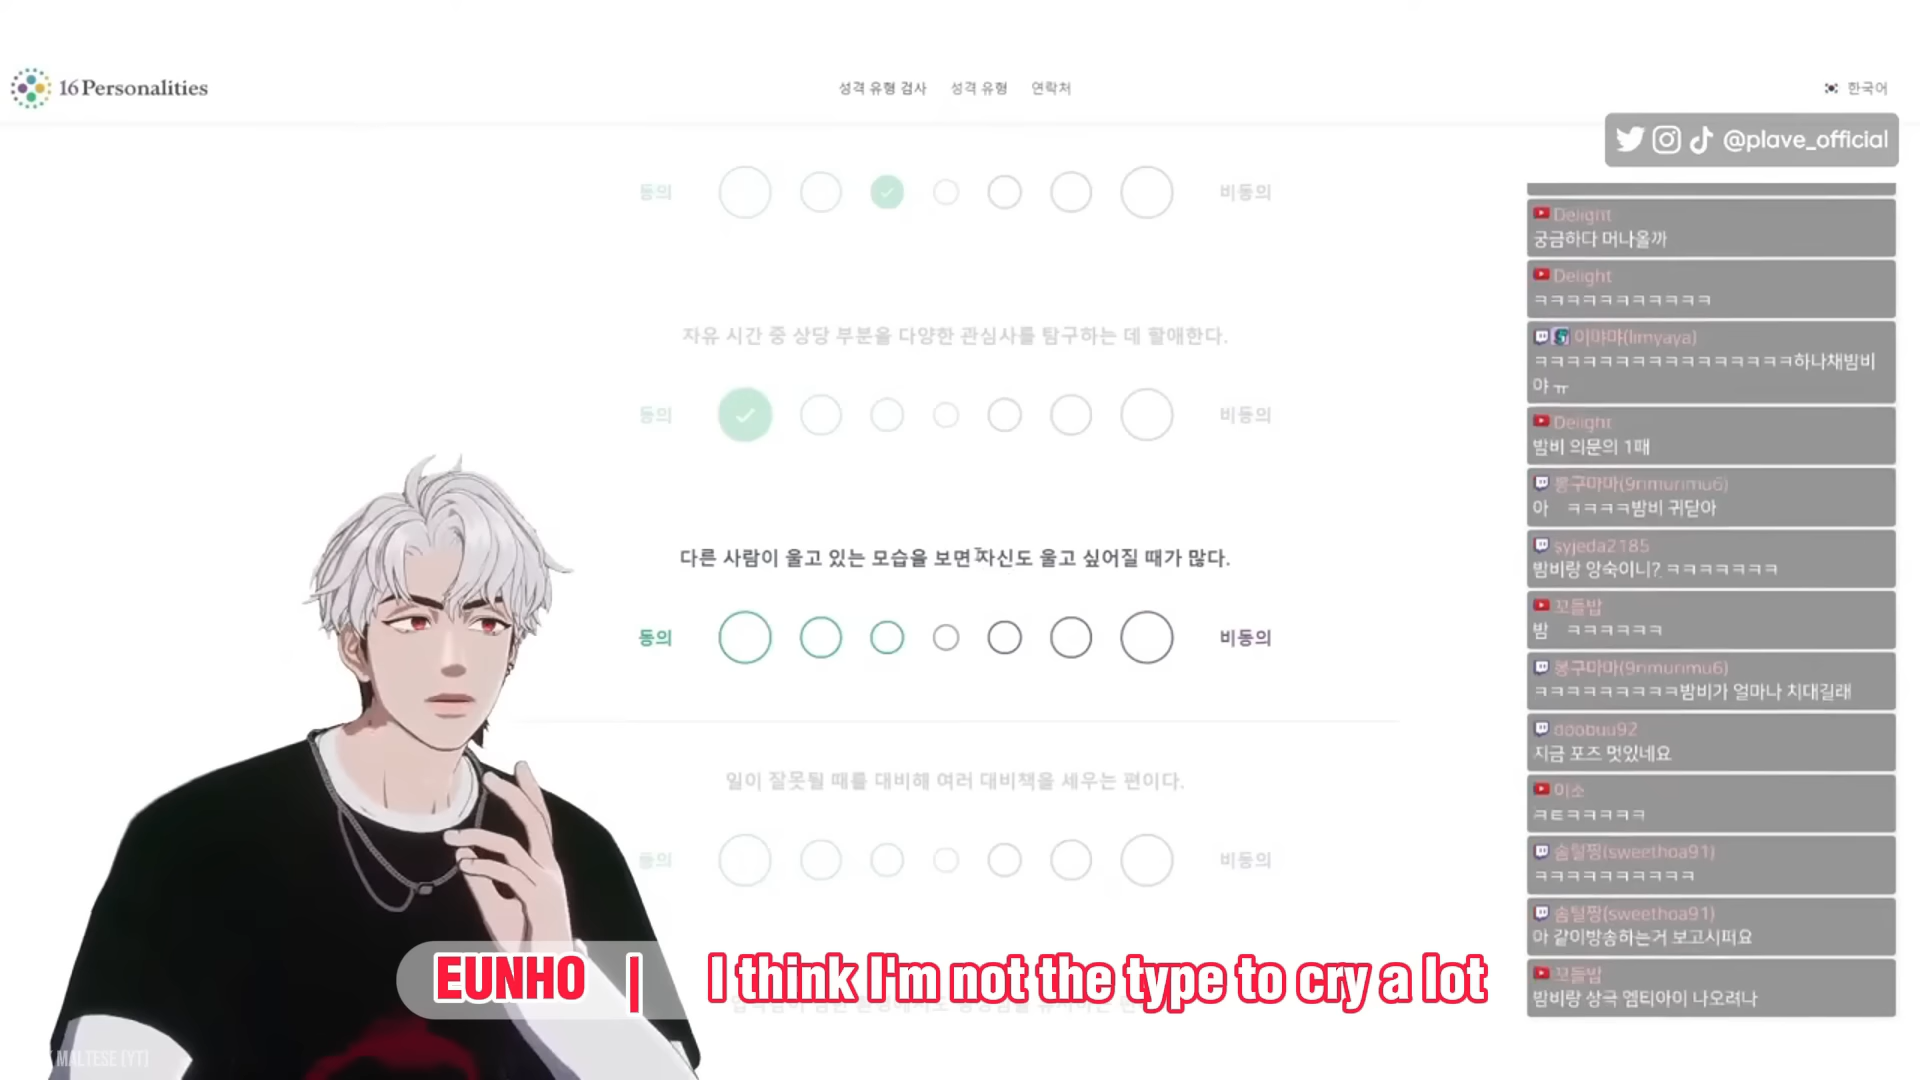 16Personalities
성격 유형 검사
성격 유형
연락처
한국어
@plave_official
동의
비동의
자유 시간 중 상당 부분을 다양한 관심사를 탐구하는 데 할애한다.
동의
비동의
다른 사람이 울고 있는 모습을 보면 자신도 울고 싶어질 때가 많다.
동의
비동의
일이 잘못될 때를 대비해 여러 대비책을 세우는 편이다.
동의
비동의
Delight
궁금하다 머나올까
Delight
ㅋㅋㅋㅋㅋㅋㅋㅋㅋㅋㅋ
이야먀(limyaya)
ㅋㅋㅋㅋㅋㅋㅋㅋㅋㅋㅋㅋㅋㅋㅋㅋ하나채밤비
야 ㅠ
Delight
밤비 의문의 1패
봉구마마(9rimurimu6)
아 ㅋㅋㅋㅋ밤비 귀닫아
syjeda2185
밤비랑 앙숙이니? ㅋㅋㅋㅋㅋㅋㅋ
꼬들밥
밤 ㅋㅋㅋㅋㅋㅋ
봉구마마(9rimurimu6)
ㅋㅋㅋㅋㅋㅋㅋㅋㅋ밤비가 얼마나 치대길래
doobuu92
지금 포즈 멋있네요
이소
ㅋㅌㅋㅋㅋㅋㅋ
솜털찡(sweethoa91)
ㅋㅋㅋㅋㅋㅋㅋㅋㅋㅋ
솜털찡(sweethoa91)
아 같이방송하는거 보고시퍼요
꼬들밥
밤비랑 상극 엠티아이 나오려나
EUNHO | I think I'm not the type to cry a lot
MALTESE [YT]